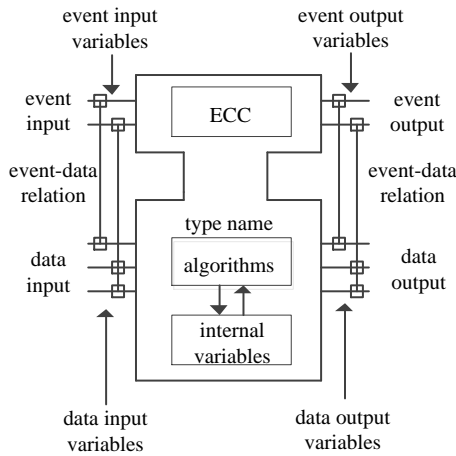 event input
variables
event output
variables
event
input
ECC
event
output
event-data
relation
event-data
relation
type name
data
input
algorithms
data
output
internal
variables
data input
variables
data output
variables